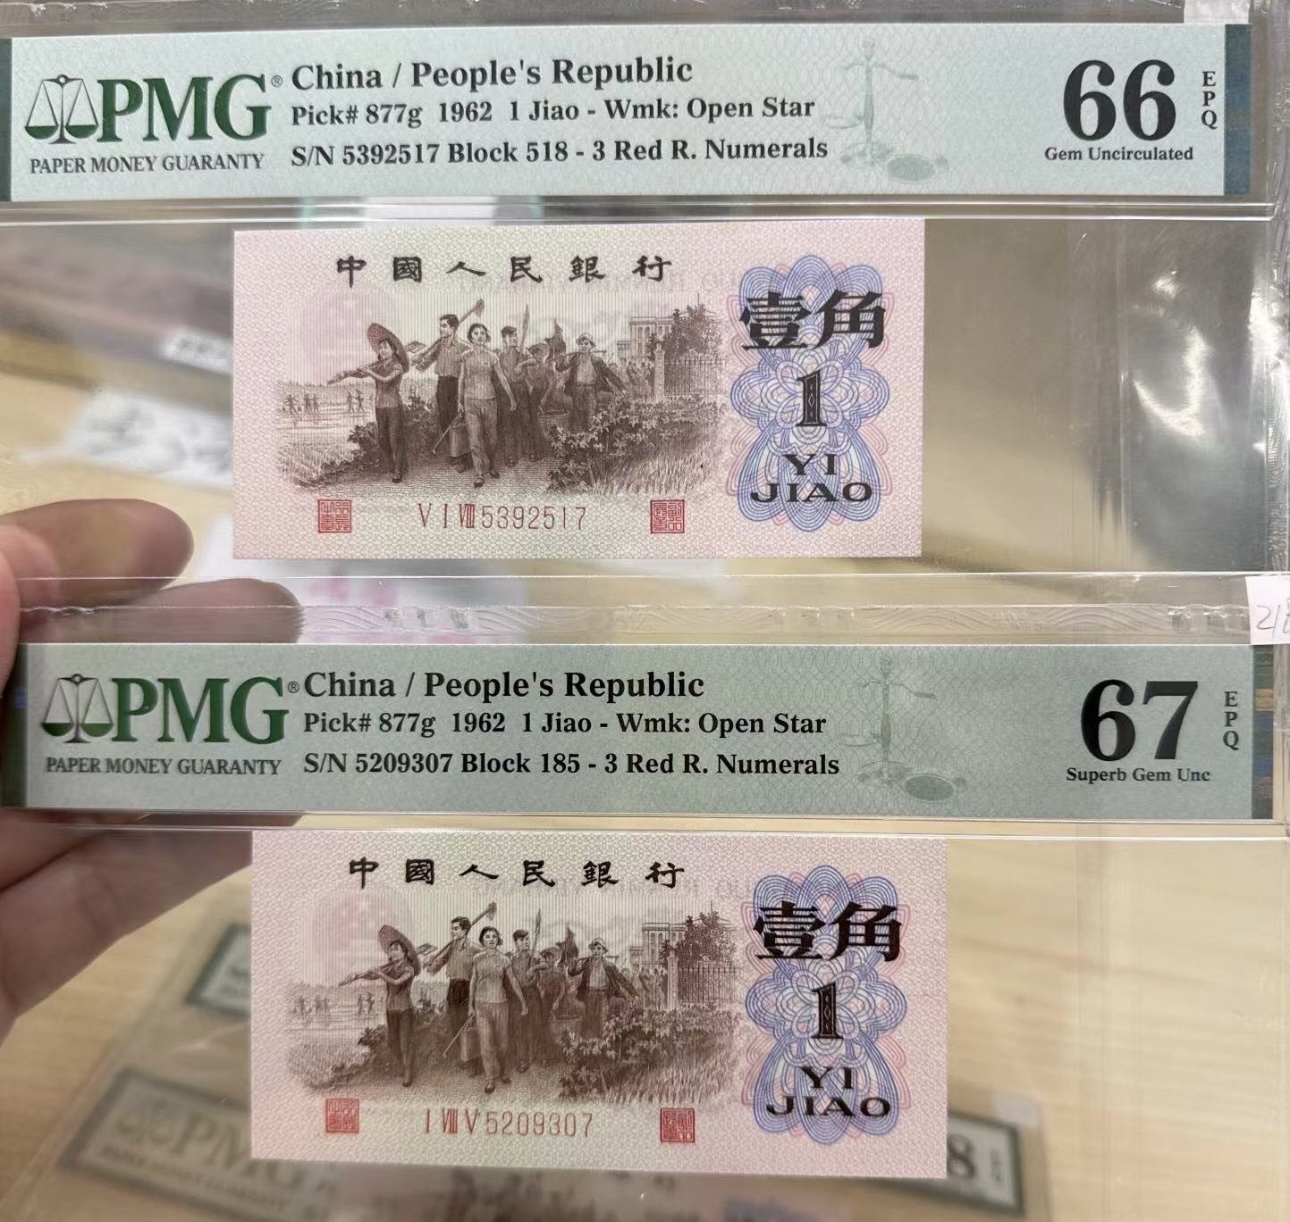 PMG®
PAPER MONEY GUARANTY
China / People's Republic
Pick# 877g 1962 1 Jiao - Wmk: Open Star
S/N 5392517 Block 518 - 3 Red R. Numerals
66
EPQ
Gem Uncirculated
中國人民銀行
壹角
1
YI
JIAO
V I VIII 5392517
PMG®
PAPER MONEY GUARANTY
China / People's Republic
Pick# 877g 1962 1 Jiao - Wmk: Open Star
S/N 5209307 Block 185 - 3 Red R. Numerals
67
EPQ
Superb Gem Unc
中國人民銀行
壹角
1
YI
JIAO
I VIII V 5209307
PMG
8